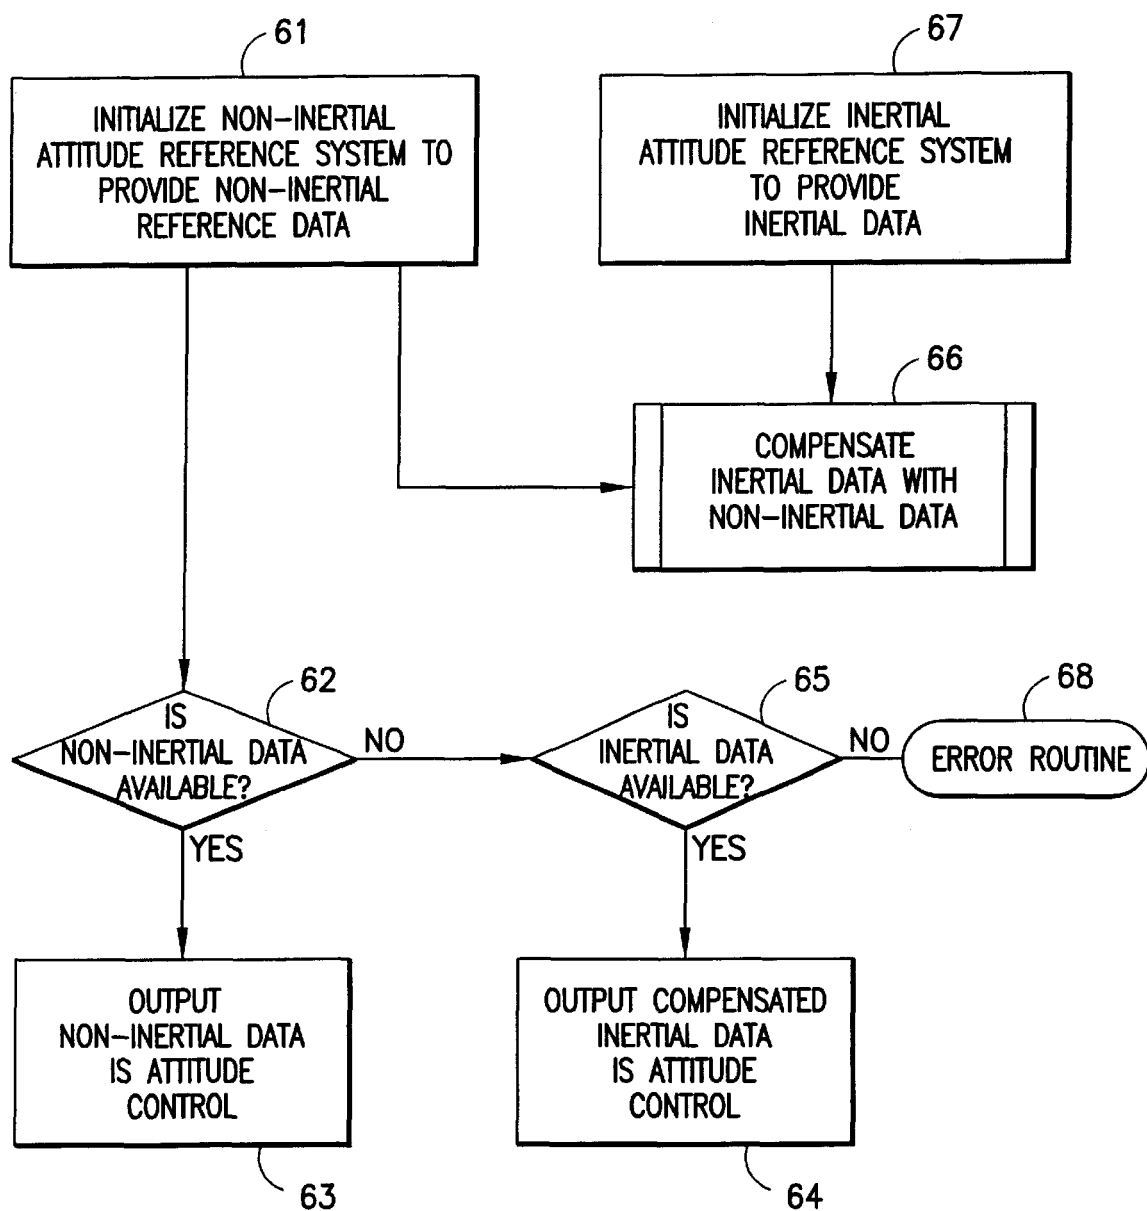 61
INITIALIZE NON-INERTIAL
ATTITUDE REFERENCE SYSTEM TO
PROVIDE NON-INERTIAL
REFERENCE DATA
67
INITIALIZE INERTIAL
ATTITUDE REFERENCE SYSTEM
TO PROVIDE
INERTIAL DATA
66
COMPENSATE
INERTIAL DATA WITH
NON-INERTIAL DATA
62
IS
NON-INERTIAL DATA
AVAILABLE?
NO
YES
65
IS
INERTIAL DATA
AVAILABLE?
NO
YES
68
ERROR ROUTINE
OUTPUT
NON-INERTIAL DATA
IS ATTITUDE
CONTROL
63
OUTPUT COMPENSATED
INERTIAL DATA
IS ATTITUDE
CONTROL
64